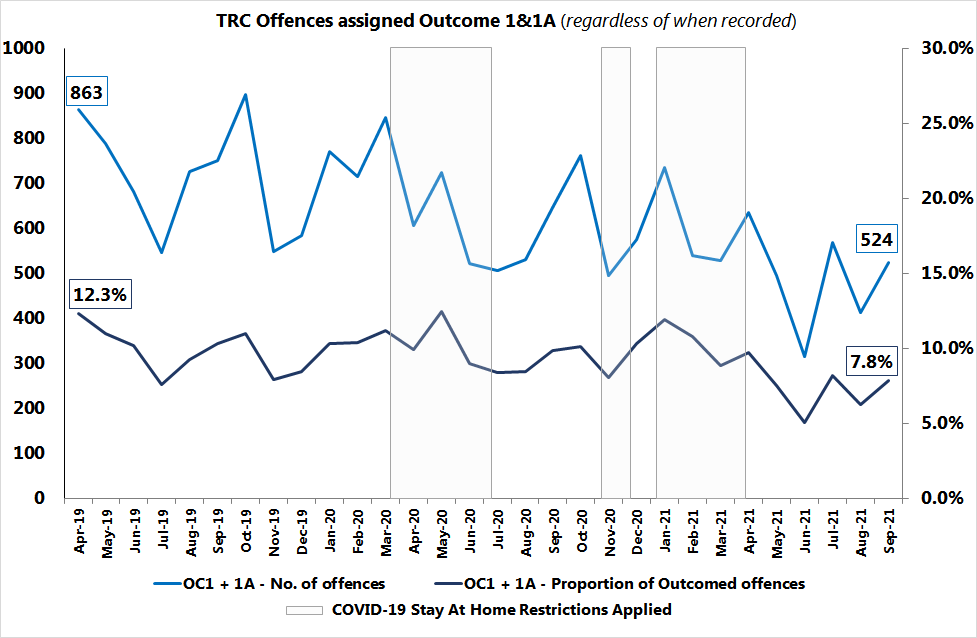 TRC Offences assigned Outcome 1&1A (regardless of when recorded)
1000
900
800
700
600
500
400
300
200
100
0
30.0%
25.0%
20.0%
15.0%
10.0%
5.0%
0.0%
863
12.3%
524
7.8%
Apr-19
May-19
Jun-19
Jul-19
Aug-19
Sep-19
Oct-19
Nov-19
Dec-19
Jan-20
Feb-20
Mar-20
Apr-20
May-20
Jun-20
Jul-20
Aug-20
Sep-20
Oct-20
Nov-20
Dec-20
Jan-21
Feb-21
Mar-21
Apr-21
May-21
Jun-21
Jul-21
Aug-21
Sep-21
OC1 + 1A - No. of offences
OC1 + 1A - Proportion of Outcomed offences
COVID-19 Stay At Home Restrictions Applied